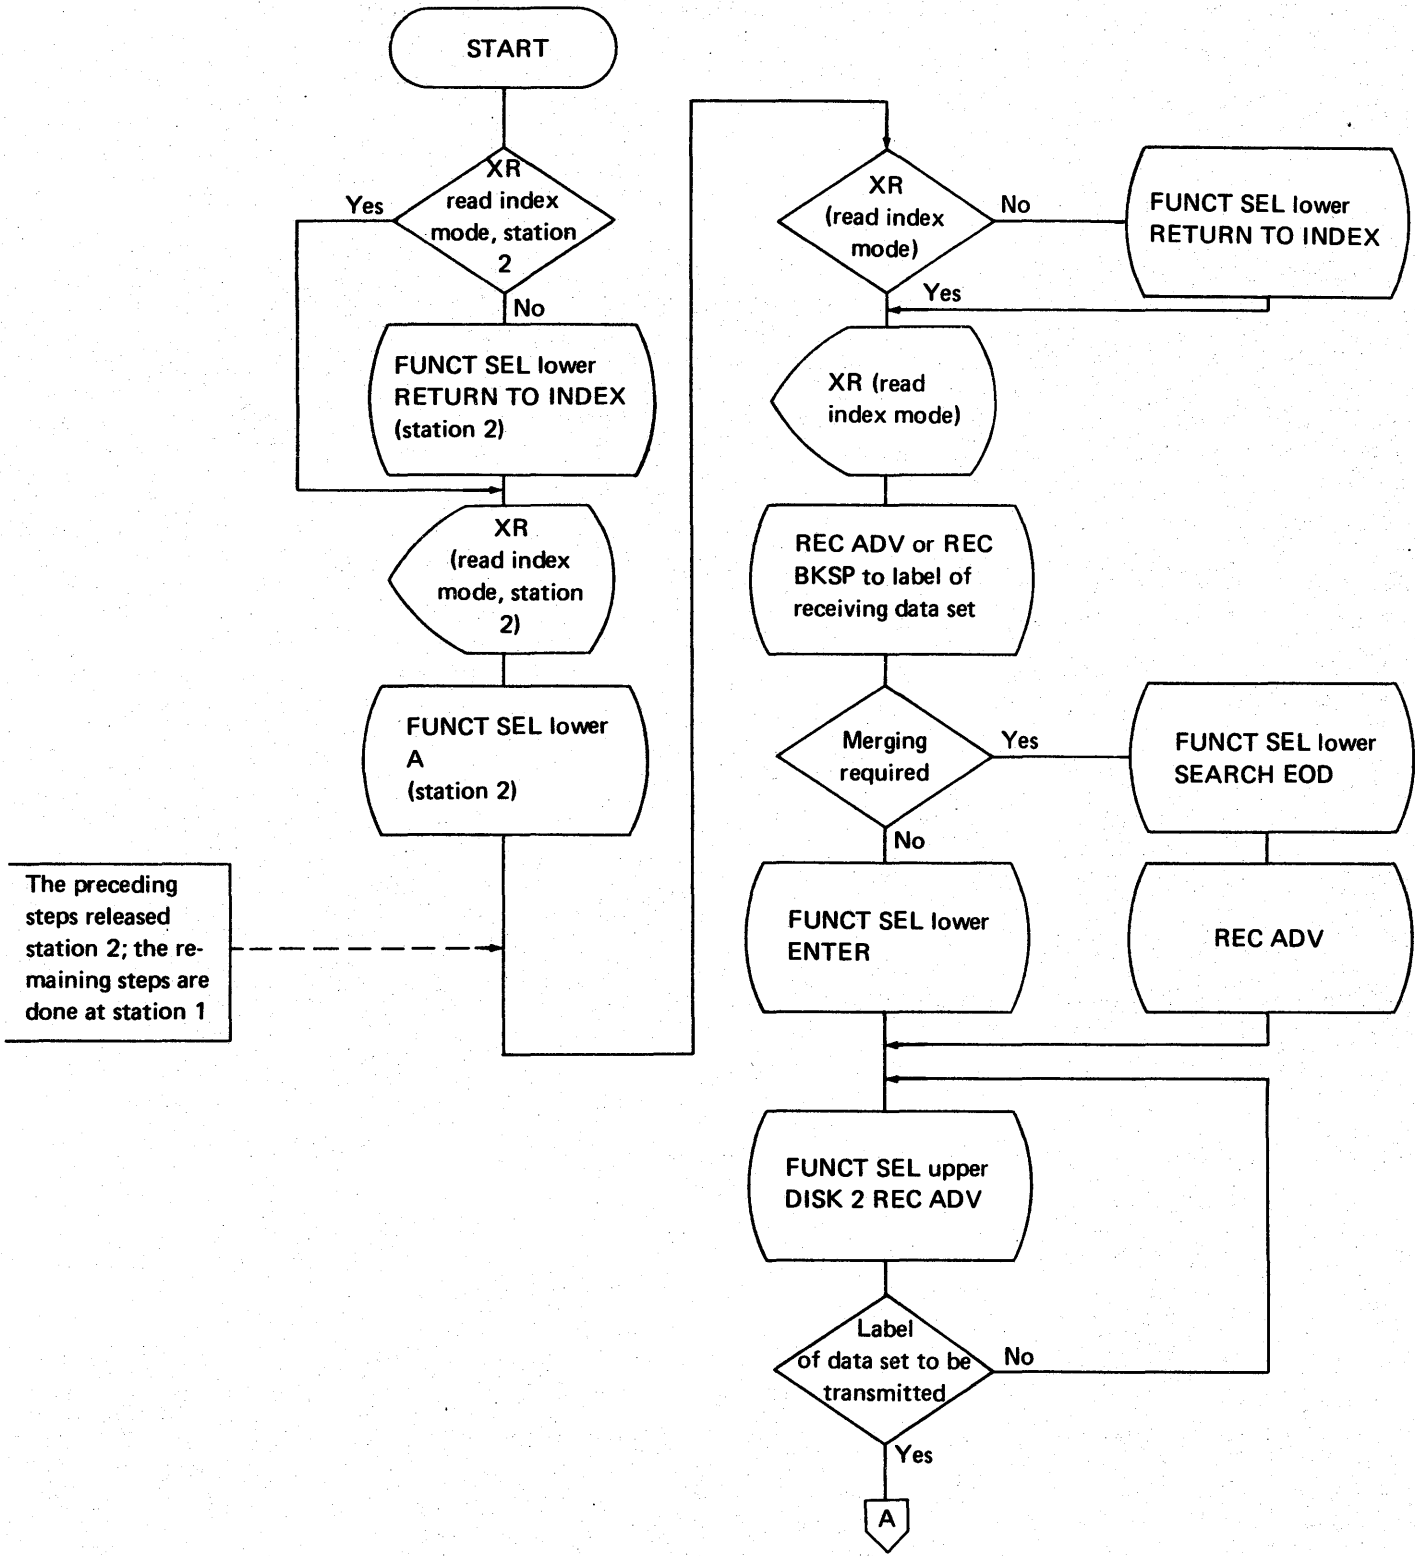 START
XR
read index
mode, station
2
Yes
No
FUNCT SEL lower
RETURN TO INDEX
(station 2)
XR
(read index
mode, station
2)
FUNCT SEL lower
A
(station 2)
The preceding
steps released
station 2; the re-
maining steps are
done at station 1
XR
(read index
mode)
No
FUNCT SEL lower
RETURN TO INDEX
Yes
XR (read
index mode)
REC ADV or REC
BKSP to label of
receiving data set
Merging
required
Yes
FUNCT SEL lower
SEARCH EOD
No
FUNCT SEL lower
ENTER
REC ADV
FUNCT SEL upper
DISK 2 REC ADV
Label
of data set to be
transmitted
No
Yes
A